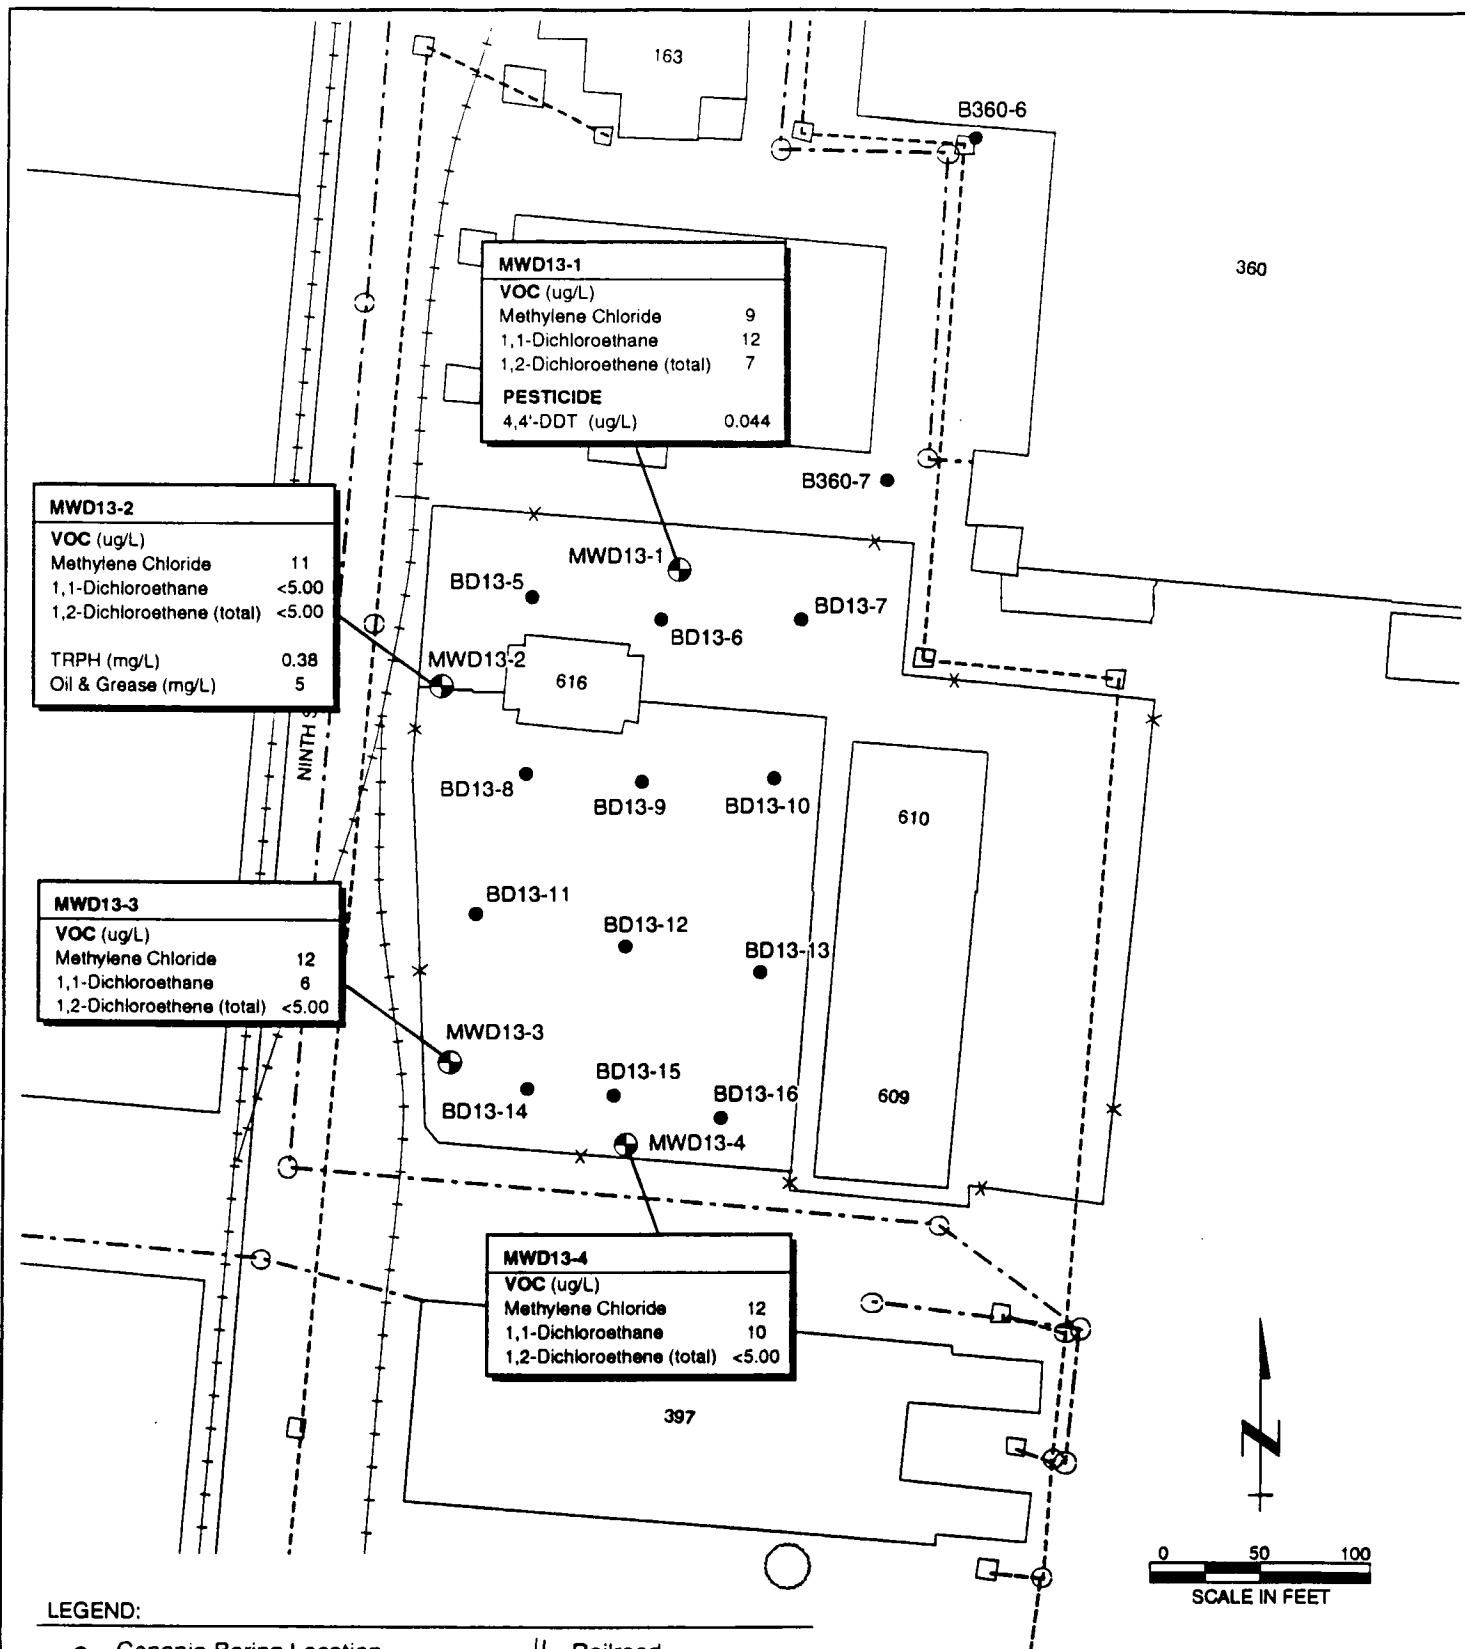 163
B360-6
360
MWD13-1
VOC (ug/L)
Methylene Chloride 9
1,1-Dichloroethane 12
1,2-Dichloroethene (total) 7
PESTICIDE
4,4'-DDT (ug/L) 0.044
B360-7
MWD13-2
VOC (ug/L)
Methylene Chloride 11
1,1-Dichloroethane <5.00
1,2-Dichloroethene (total) <5.00
TRPH (mg/L) 0.38
Oil & Grease (mg/L) 5
MWD13-1
BD13-5
BD13-6
BD13-7
MWD13-2
616
NINTH
BD13-8
BD13-9
BD13-10
610
MWD13-3
VOC (ug/L)
Methylene Chloride 12
1,1-Dichloroethane 6
1,2-Dichloroethene (total) <5.00
BD13-11
BD13-12
BD13-13
MWD13-3
BD13-14
BD13-15
BD13-16
609
MWD13-4
MWD13-4
VOC (ug/L)
Methylene Chloride 12
1,1-Dichloroethane 10
1,2-Dichloroethene (total) <5.00
397
N
0 50 100
SCALE IN FEET
LEGEND:
Boring Location
Railroad